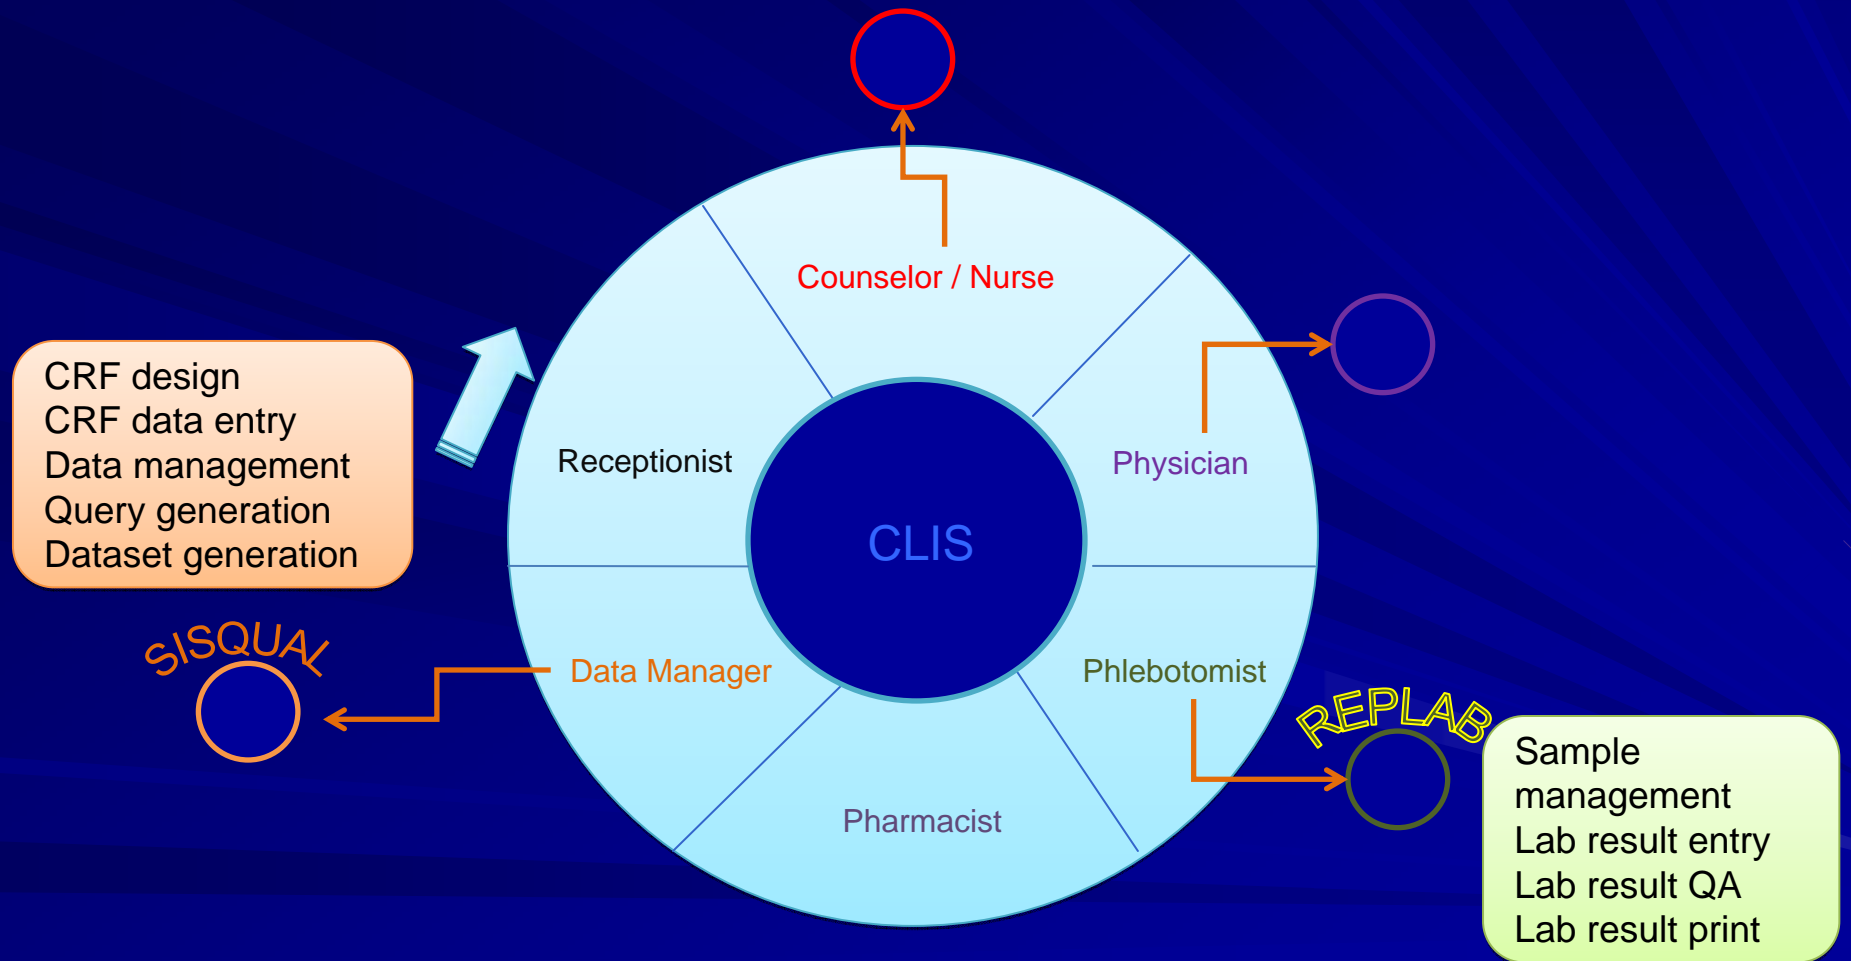 Counselor / Nurse
CRF design
CRF data entry
Data management
Query generation
Dataset generation
Receptionist
Physician
CLIS
SISQUAL
Data Manager
Phlebotomist
REPLAB
Pharmacist
Sample
management
Lab result entry
Lab result QA
Lab result print